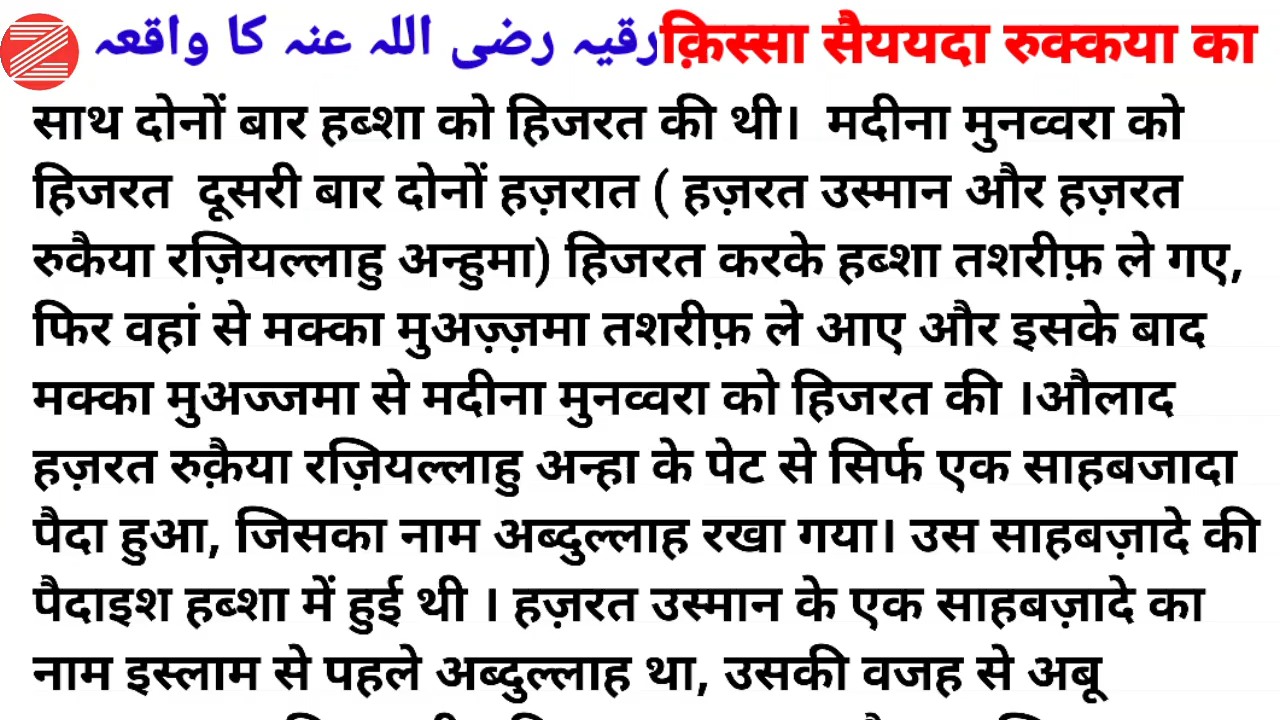 رقیہ رضی اللہ عنہ کا واقعہ क़िस्सा सैययदा रुक्कया का
साथ दोनों बार हब्शा को हिजरत की थी। मदीना मुनव्वरा को
हिजरत दूसरी बार दोनों हज़रात ( हज़रत उस्मान और हज़रत
रुकैया रज़ियल्लाहु अन्हुमा) हिजरत करके हब्शा तशरीफ़ ले गए,
फिर वहां से मक्का मुअज़्ज़मा तशरीफ़ ले आए और इसके बाद
मक्का मुअज्जमा से मदीना मुनव्वरा को हिजरत की ।औलाद
हज़रत रुक़ैया रज़ियल्लाहु अन्हा के पेट से सिर्फ एक साहबजादा
पैदा हुआ, जिसका नाम अब्दुल्लाह रखा गया। उस साहबज़ादे की
पैदाइश हब्शा में हुई थी । हज़रत उस्मान के एक साहबज़ादे का
नाम इस्लाम से पहले अब्दुल्लाह था, उसकी वजह से अबू